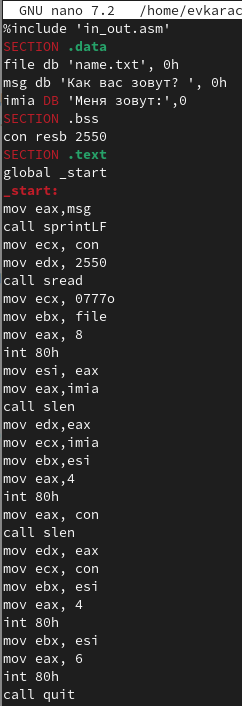 GNU nano 7.2 /home/evkarac
%include 'in_out.asm'
SECTION .data
file db 'name.txt', 0h
msg db 'Как вас зовут? ', 0h
imia DB 'Меня зовут:',0
SECTION .bss
con resb 2550
SECTION .text
global _start
_start:
mov eax,msg
call sprintLF
mov ecx, con
mov edx, 2550
call sread
mov ecx, 0777o
mov ebx, file
mov eax, 8
int 80h
mov esi, eax
mov eax,imia
call slen
mov edx,eax
mov ecx,imia
mov ebx,esi
mov eax,4
int 80h
mov eax, con
call slen
mov edx, eax
mov ecx, con
mov ebx, esi
mov eax, 4
int 80h
mov ebx, esi
mov eax, 6
int 80h
call quit